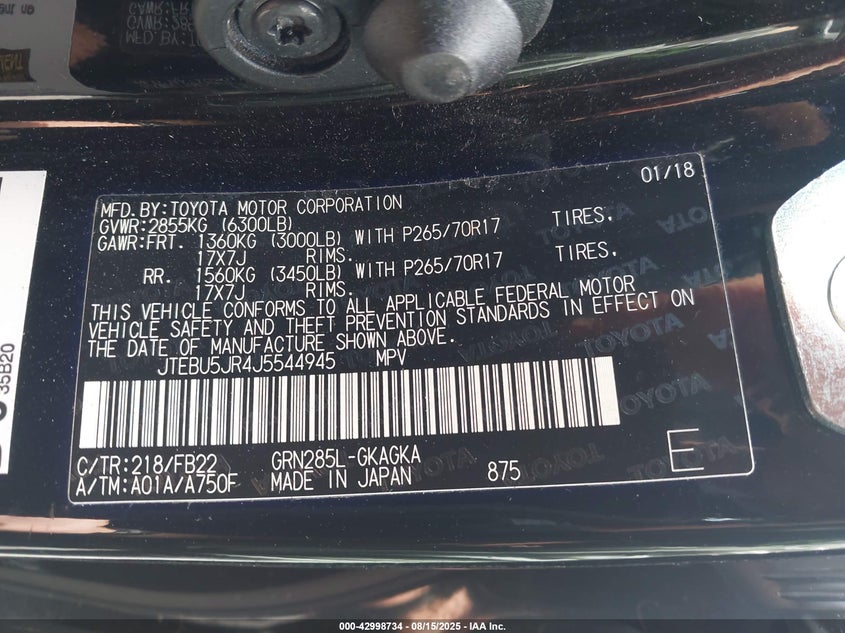 01/18
MFD.BY:TOYOTA MOTOR CORPORATION
GVWR:2855KG (6300LB)
GAWR:FRT. 1360KG (3000LB) WITH P265/70R17 TIRES.
17X7J RIMS.
RR. 1560KG (3450LB) WITH P265/70R17 TIRES.
17X7J RIMS.
THIS VEHICLE CONFORMS TO ALL APPLICABLE FEDERAL MOTOR
VEHICLE SAFETY AND THEFT PREVENTION STANDARDS IN EFFECT ON
THE DATE OF MANUFACTURE SHOWN ABOVE.
JTEBU5JR4J5544945 MPV
C/TR:218/FB22 GRN285L-GKAGKA
A/TM:A01A/A750F MADE IN JAPAN 875 E
35B20
TOYOTA
000-42998734 - 08/15/2025 - IAA Inc.